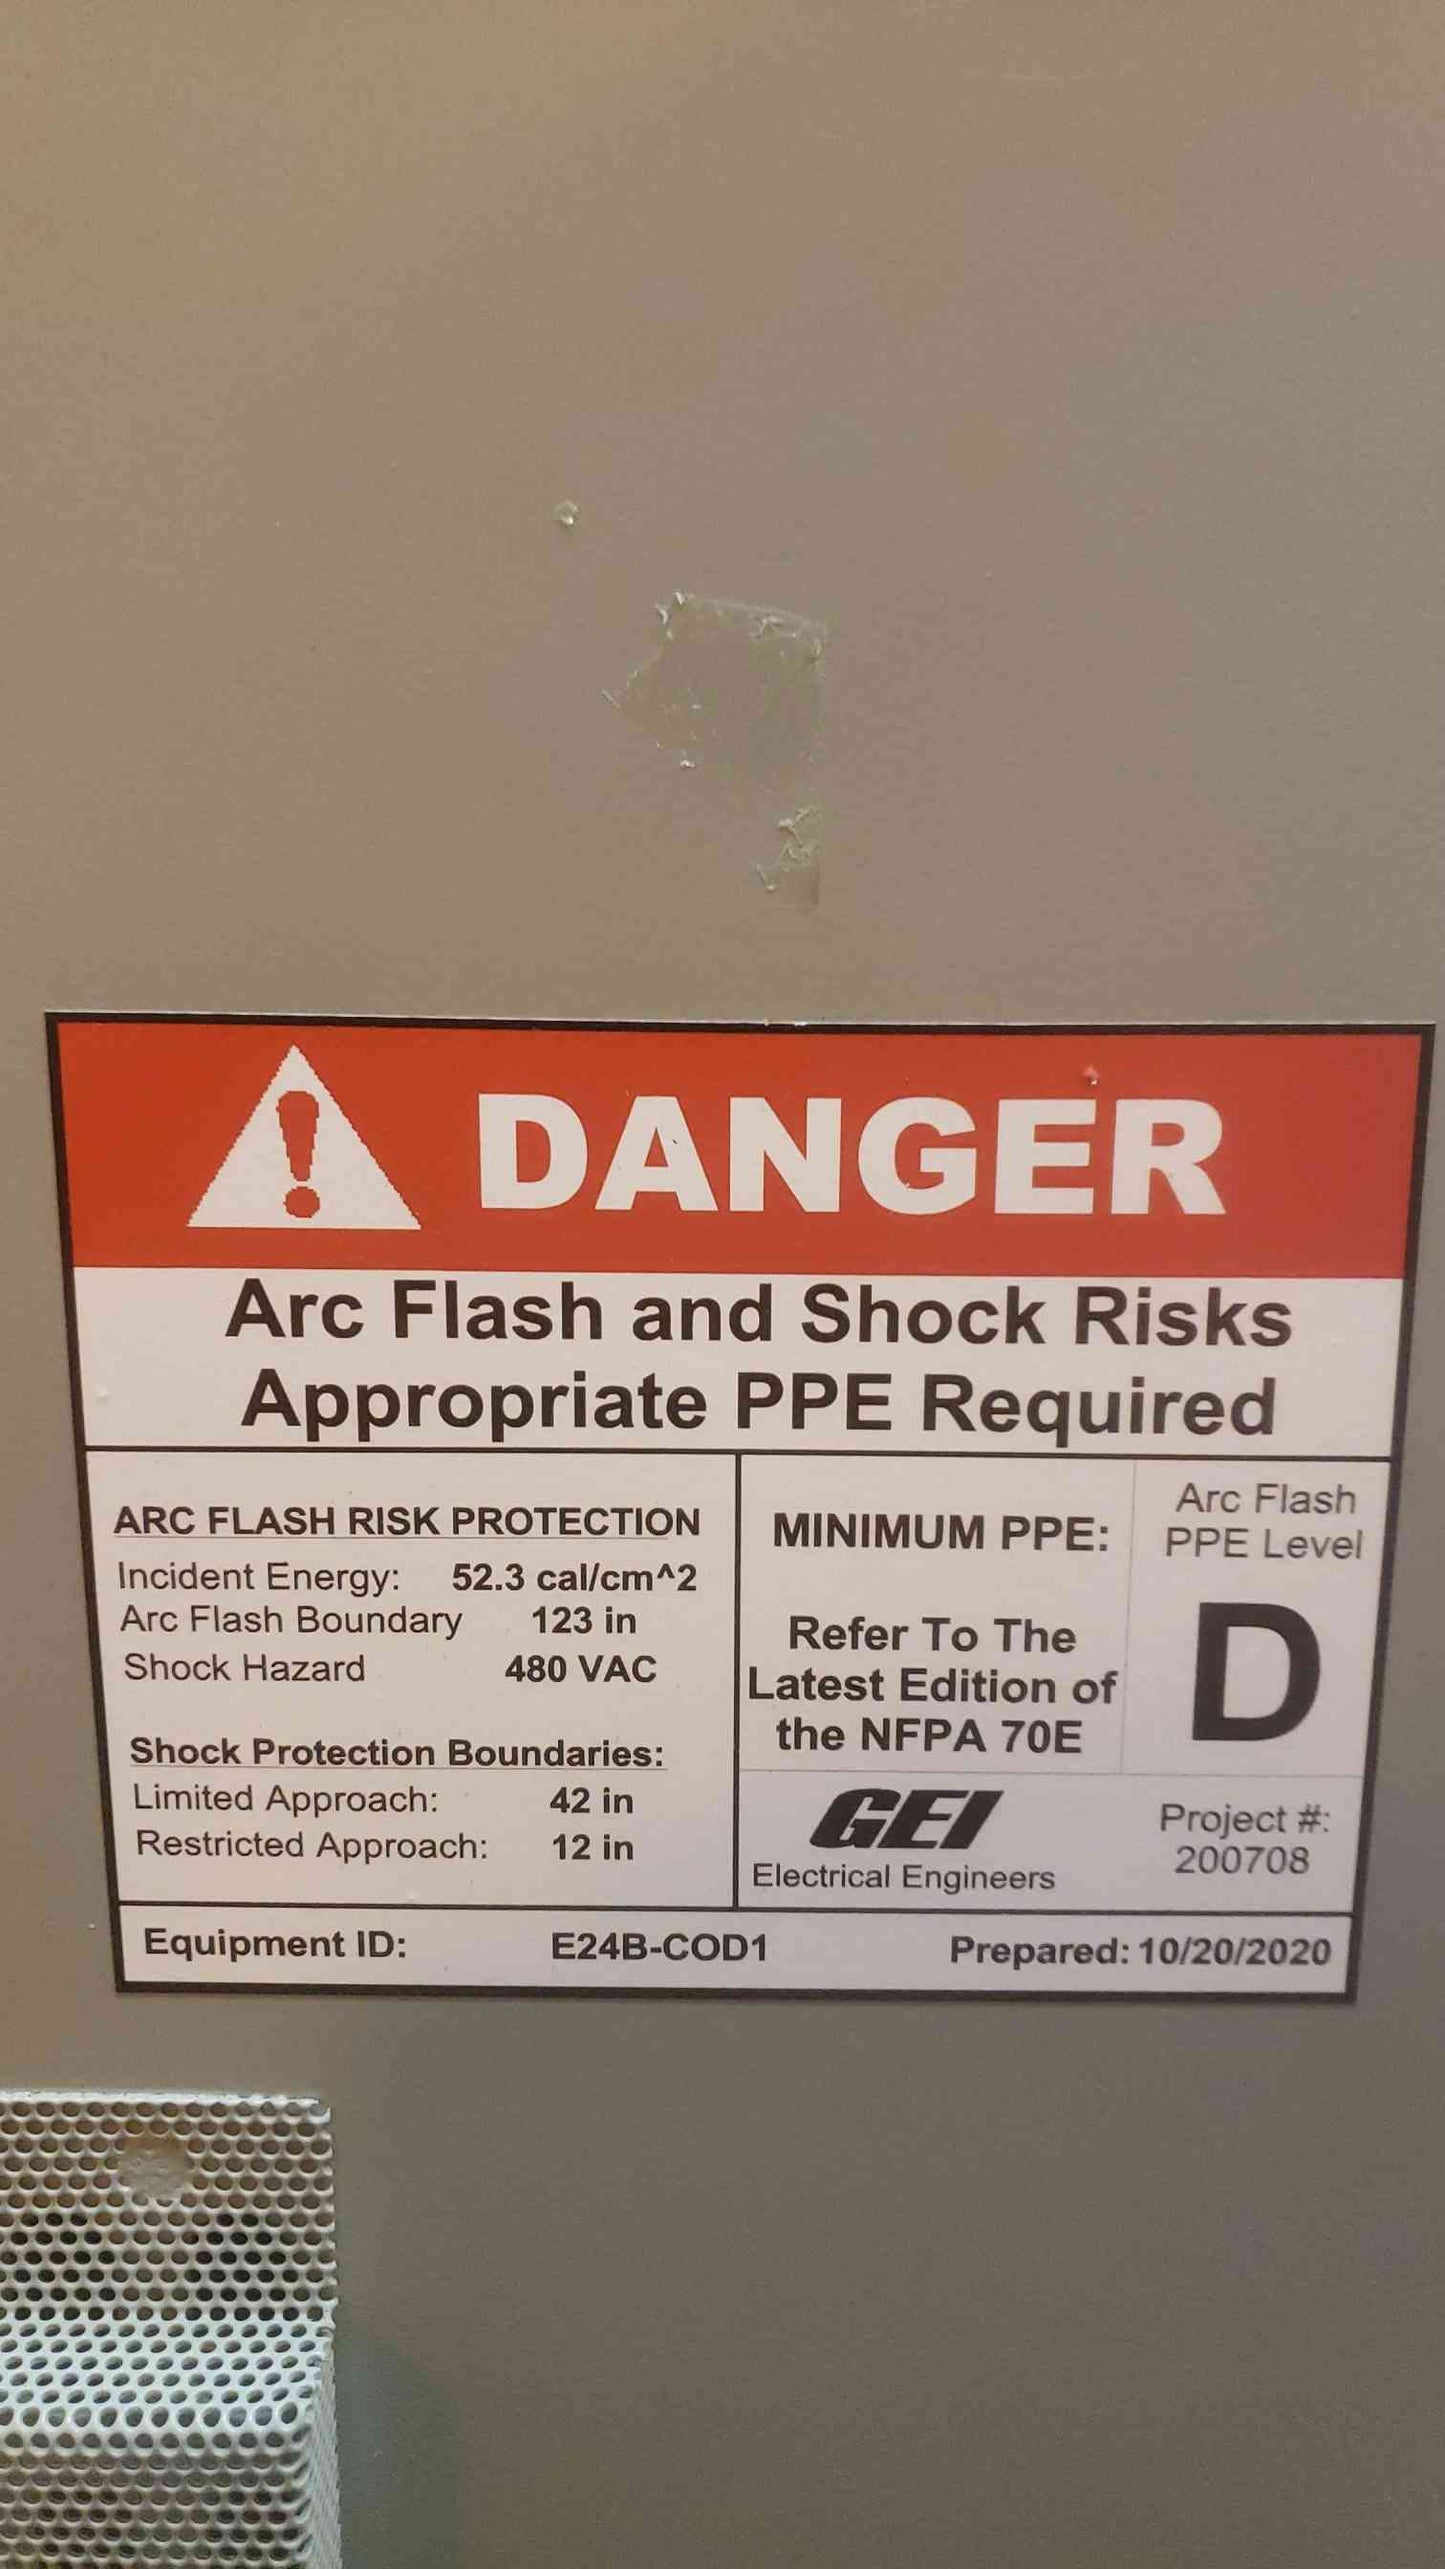 DANGER
Arc Flash and Shock Risks
Appropriate PPE Required
ARC FLASH RISK PROTECTION
Incident Energy: 52.3 cal/cm^2
Arc Flash Boundary 123 in
Shock Hazard 480 VAC
Shock Protection Boundaries:
Limited Approach: 42 in
Restricted Approach: 12 in
MINIMUM PPE:
Refer To The
Latest Edition of
the NFPA 70E
Arc Flash
PPE Level
D
GEI
Electrical Engineers
Project #:
200708
Equipment ID: E24B-COD1 Prepared: 10/20/2020